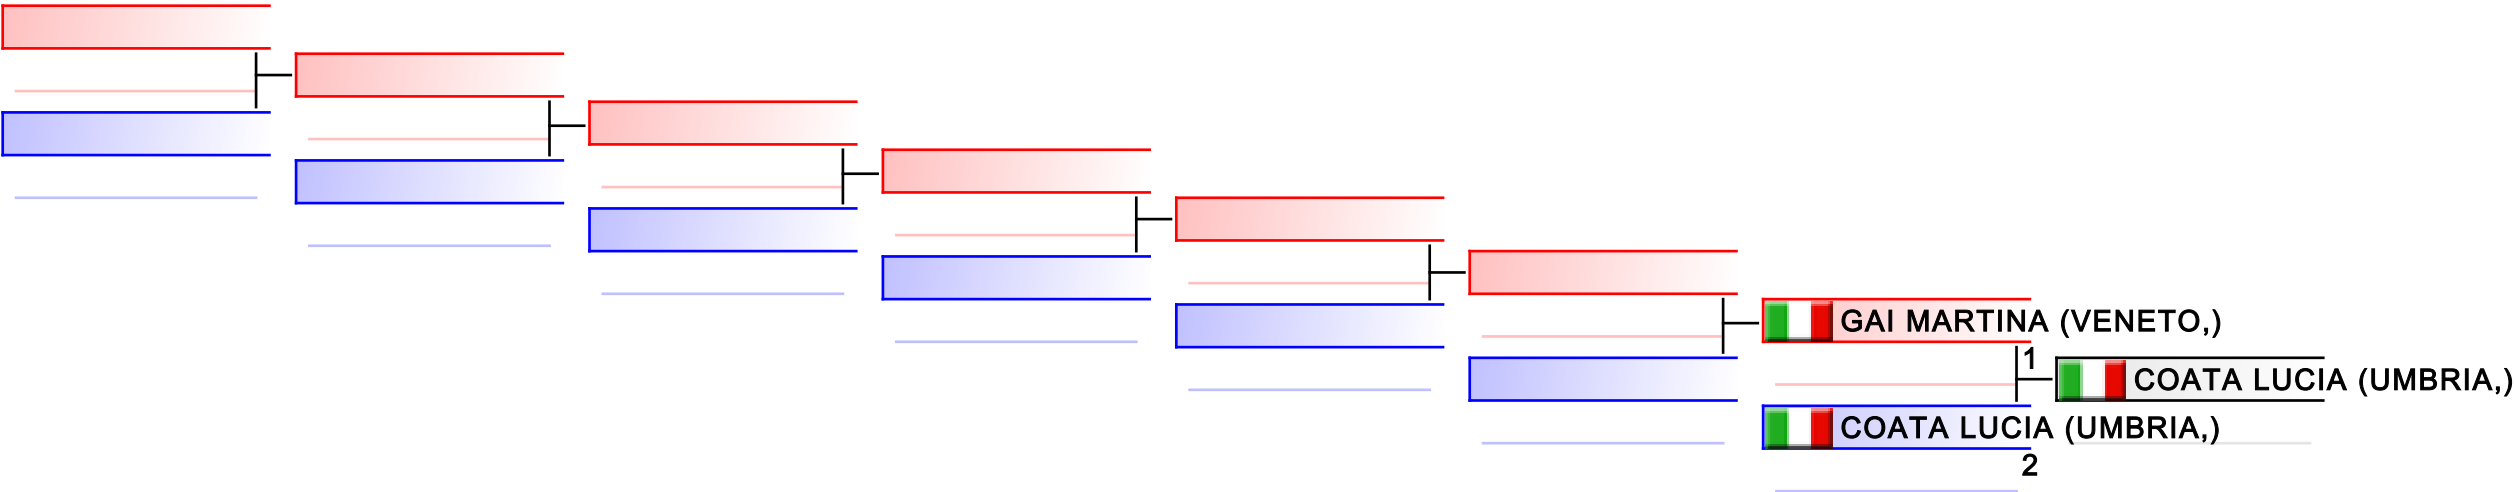 GAI MARTINA (VENETO,)
1
COATA LUCIA (UMBRIA,)
COATA LUCIA (UMBRIA,)
2